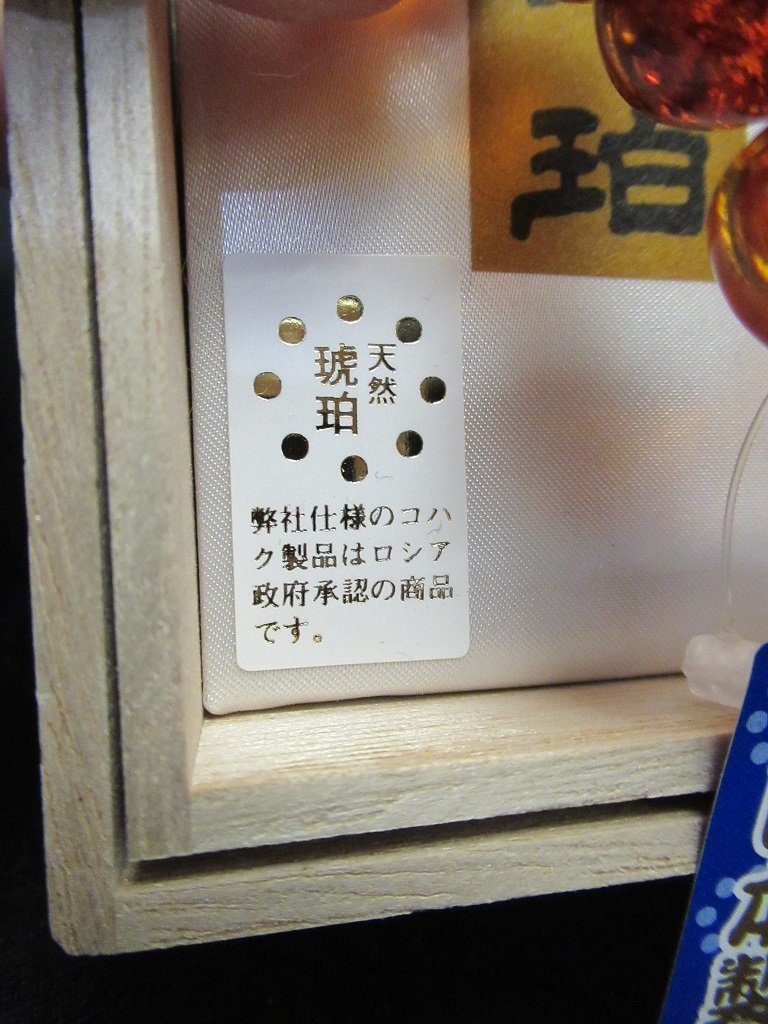 珀
天然
琥珀
弊社仕様のコハ
ク製品はロシア
政府承認の商品
です。
製